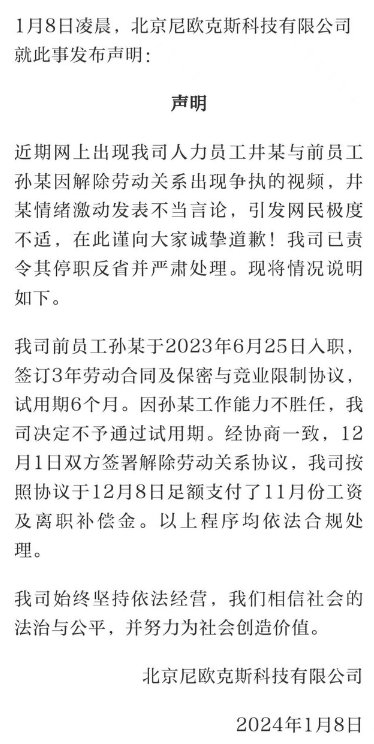 1月8日凌晨，北京尼欧克斯科技有限公司
就此事发布声明：
声明
近期网上出现我司人力员工井某与前员工
孙某因解除劳动关系出现争执的视频，井
某情绪激动发表不当言论，引发网民极度
不适，在此谨向大家诚挚道歉！我司已责
令其停职反省并严肃处理。现将情况说明
如下。
我司前员工孙某于2023年6月25日入职，
签订3年劳动合同及保密与竞业限制协议，
试用期6个月。因孙某工作能力不胜任，我
司决定不予通过试用期。经协商一致，12
月1日双方签署解除劳动关系协议，我司按
照协议于12月8日足额支付了11月份工资
及离职补偿金。以上程序均依法合规处
理。
我司始终坚持依法经营，我们相信社会的
法治与公平，并努力为社会创造价值。
北京尼欧克斯科技有限公司
2024年1月8日